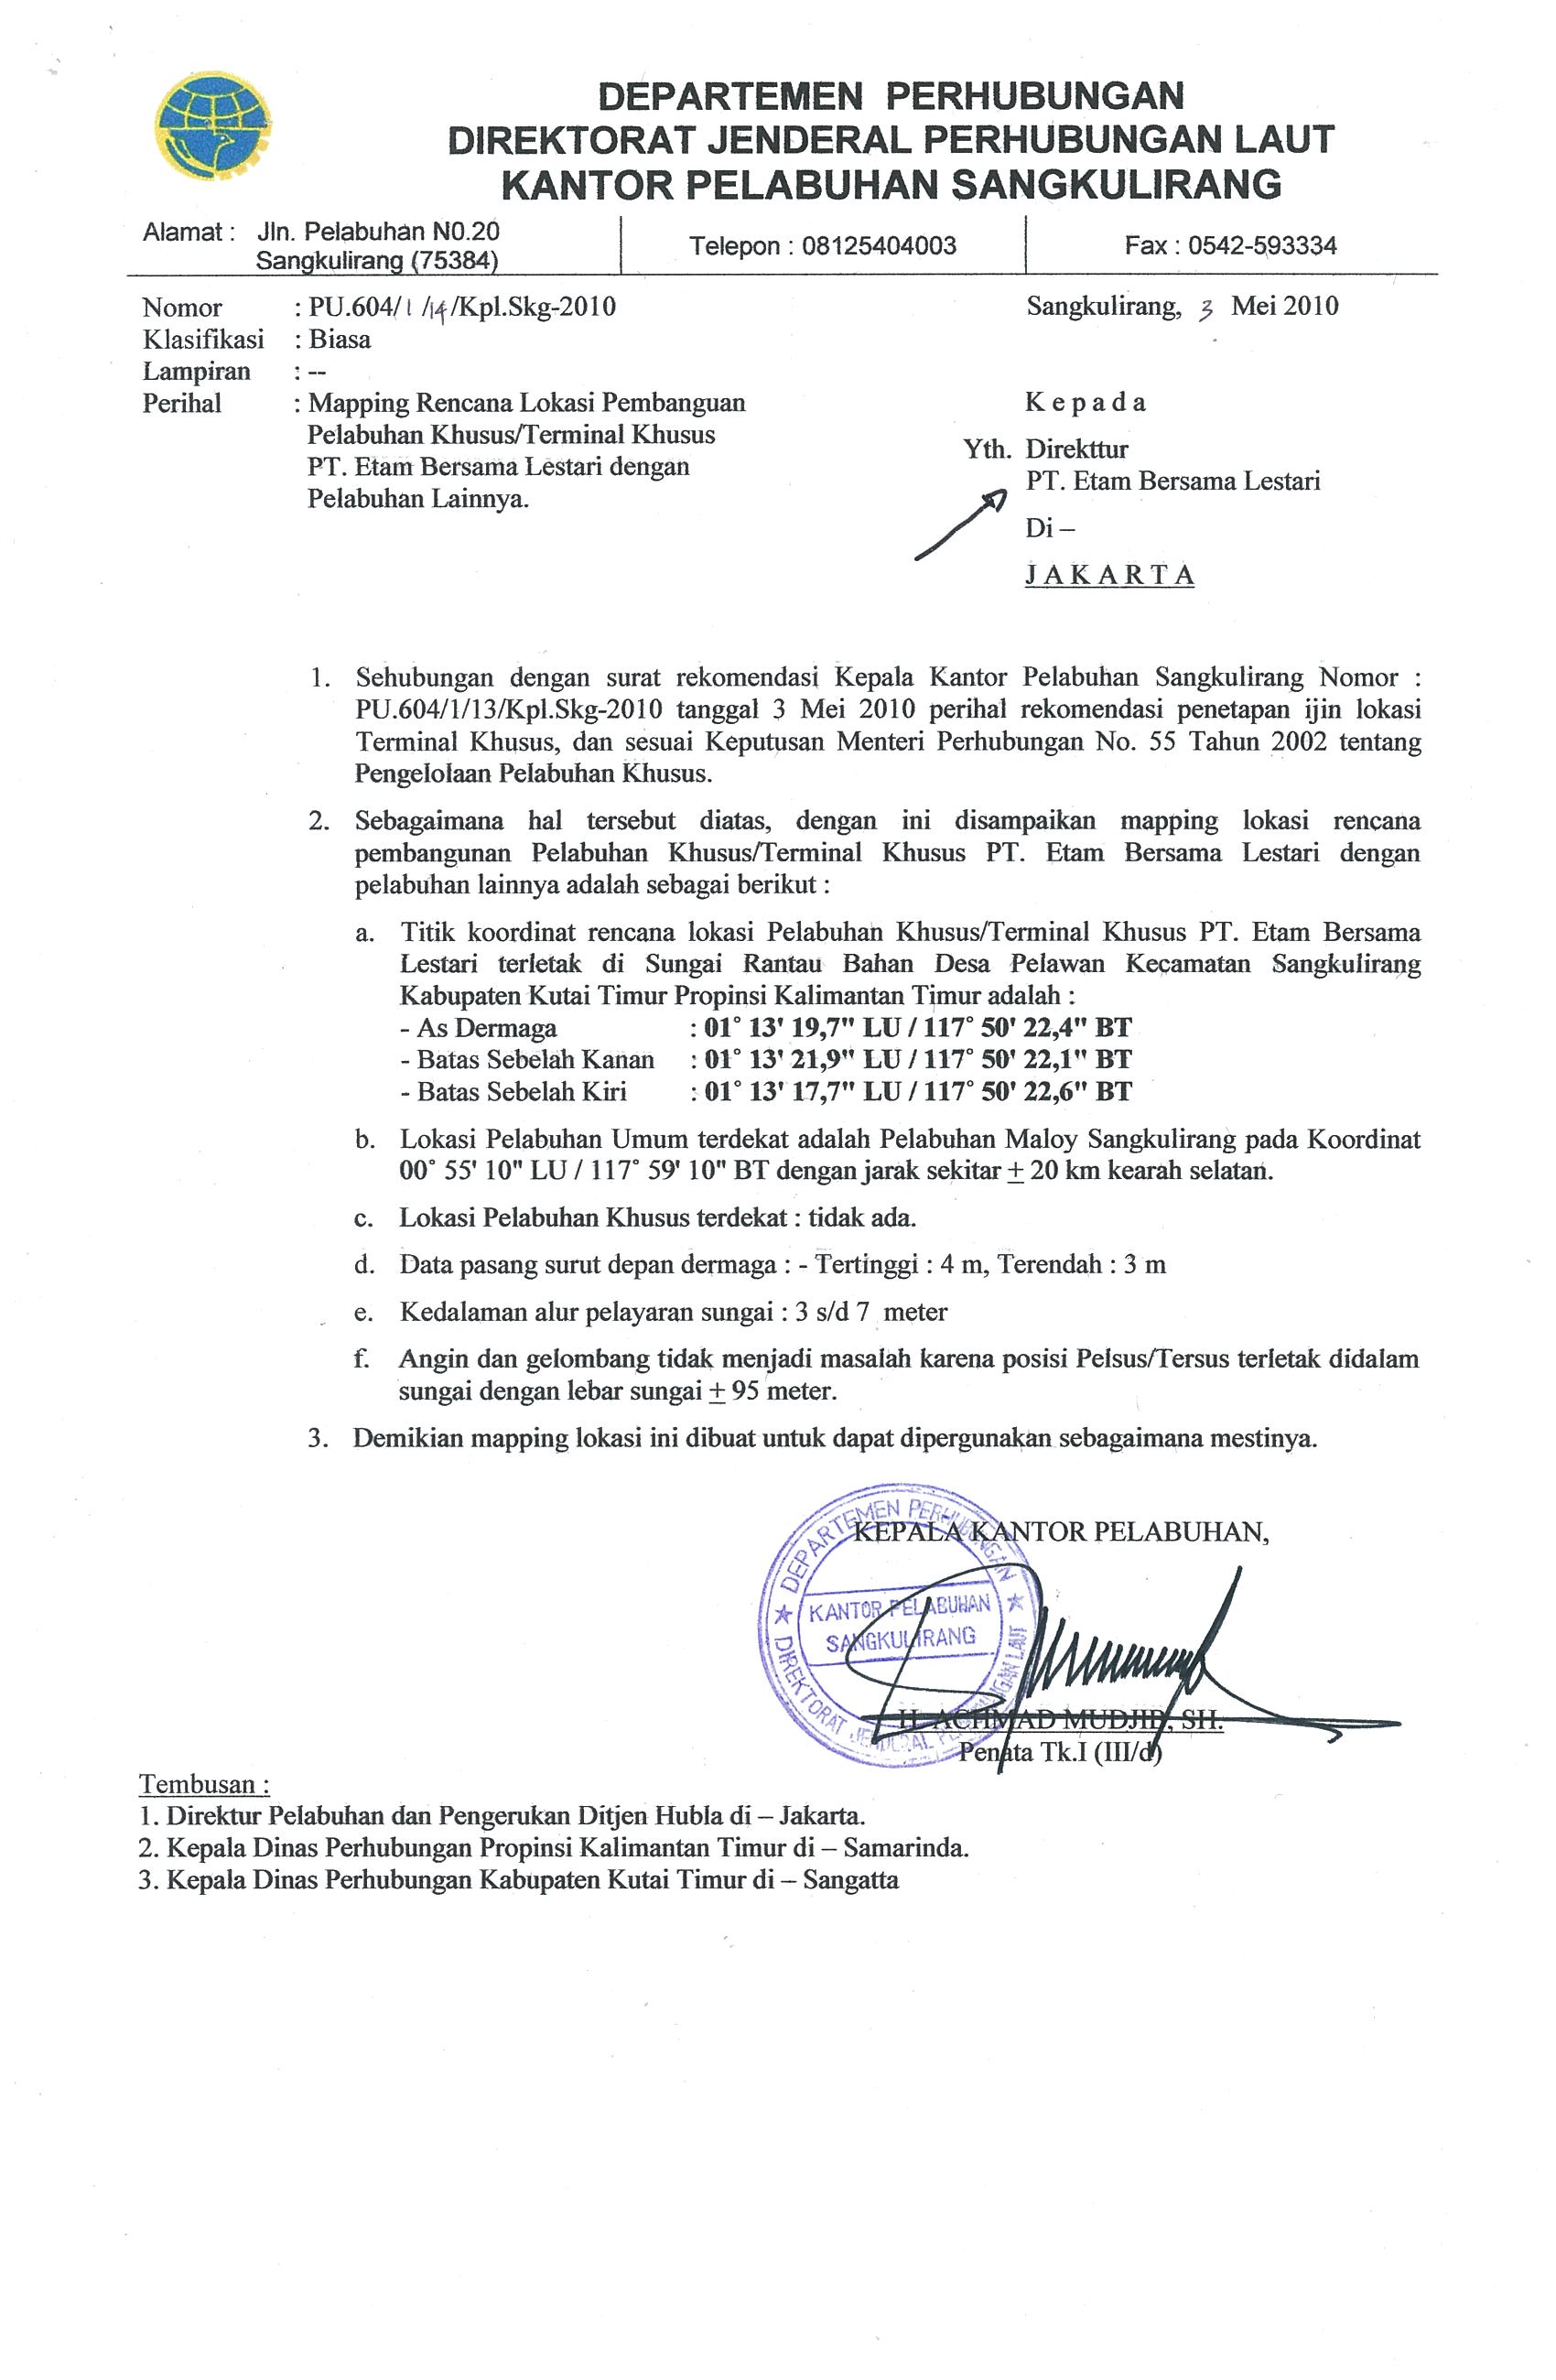 DEPARTEMEN PERHUBUNGAN
DIREKTORAT JENDERAL PERHUBUNGAN LAUT
KANTOR PELABUHAN SANGKULIRANG
Alamat : Jln. Pelabuhan N0.20
Sangkulirang (75384)
Telepon : 08125404003
Fax : 0542-593334
Nomor : PU.604/1/14/Kpl.Skg-2010
Sangkulirang, 3 Mei 2010
Klasifikasi : Biasa
Lampiran : --
Perihal : Mapping Rencana Lokasi Pembanguan
Pelabuhan Khusus/Terminal Khusus
PT. Etam Bersama Lestari dengan
Pelabuhan Lainnya.
K e p a d a
Yth. Direkttur
PT. Etam Bersama Lestari
Di –
J A K A R T A
1. Sehubungan dengan surat rekomendasi Kepala Kantor Pelabuhan Sangkulirang Nomor :
PU.604/1/13/Kpl.Skg-2010 tanggal 3 Mei 2010 perihal rekomendasi penetapan ijin lokasi
Terminal Khusus, dan sesuai Keputusan Menteri Perhubungan No. 55 Tahun 2002 tentang
Pengelolaan Pelabuhan Khusus.
2. Sebagaimana hal tersebut diatas, dengan ini disampaikan mapping lokasi rencana
pembangunan Pelabuhan Khusus/Terminal Khusus PT. Etam Bersama Lestari dengan
pelabuhan lainnya adalah sebagai berikut :
a. Titik koordinat rencana lokasi Pelabuhan Khusus/Terminal Khusus PT. Etam Bersama
Lestari terletak di Sungai Rantau Bahan Desa Pelawan Kecamatan Sangkulirang
Kabupaten Kutai Timur Propinsi Kalimantan Timur adalah :
- As Dermaga : 01° 13' 19,7" LU / 117° 50' 22,4" BT
- Batas Sebelah Kanan : 01° 13' 21,9" LU / 117° 50' 22,1" BT
- Batas Sebelah Kiri : 01° 13' 17,7" LU / 117° 50' 22,6" BT
b. Lokasi Pelabuhan Umum terdekat adalah Pelabuhan Maloy Sangkulirang pada Koordinat
00° 55' 10" LU / 117° 59' 10" BT dengan jarak sekitar ± 20 km kearah selatan.
c. Lokasi Pelabuhan Khusus terdekat : tidak ada.
d. Data pasang surut depan dermaga : - Tertinggi : 4 m, Terendah : 3 m
e. Kedalaman alur pelayaran sungai : 3 s/d 7 meter
f. Angin dan gelombang tidak menjadi masalah karena posisi Pelsus/Tersus terletak didalam
sungai dengan lebar sungai ± 95 meter.
3. Demikian mapping lokasi ini dibuat untuk dapat dipergunakan sebagaimana mestinya.
KEPALA KANTOR PELABUHAN,
DEPARTEMEN PERHUBUNGAN
KANTOR PELABUHAN
SANGKULIRANG
DIREKTORAT JENDERAL PERHUBUNGAN LAUT
H. ACHMAD MUDJIB, SH.
Penata Tk.I (III/d)
Tembusan :
1. Direktur Pelabuhan dan Pengerukan Ditjen Hubla di – Jakarta.
2. Kepala Dinas Perhubungan Propinsi Kalimantan Timur di – Samarinda.
3. Kepala Dinas Perhubungan Kabupaten Kutai Timur di – Sangatta